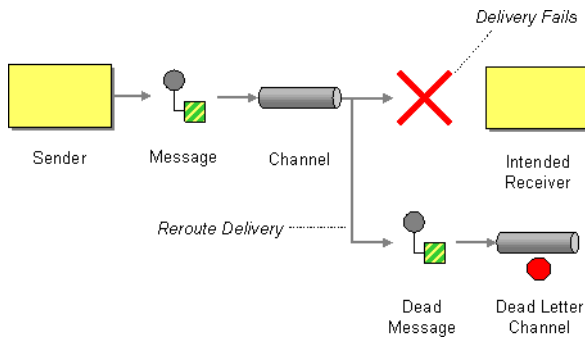 Delivery Fails
Sender
Message
Channel
Intended
Receiver
Reroute Delivery
Dead
Message
Dead Letter
Channel